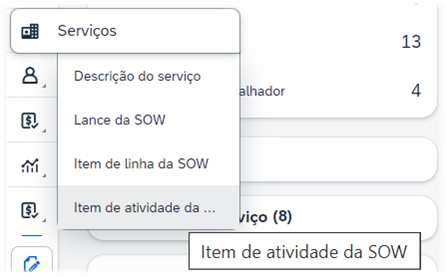 Serviços
13
Descrição do serviço
alhador
4
Lance da SOW
Item de linha da SOW
Item de atividade da ...
viço (8)
Item de atividade da SOW